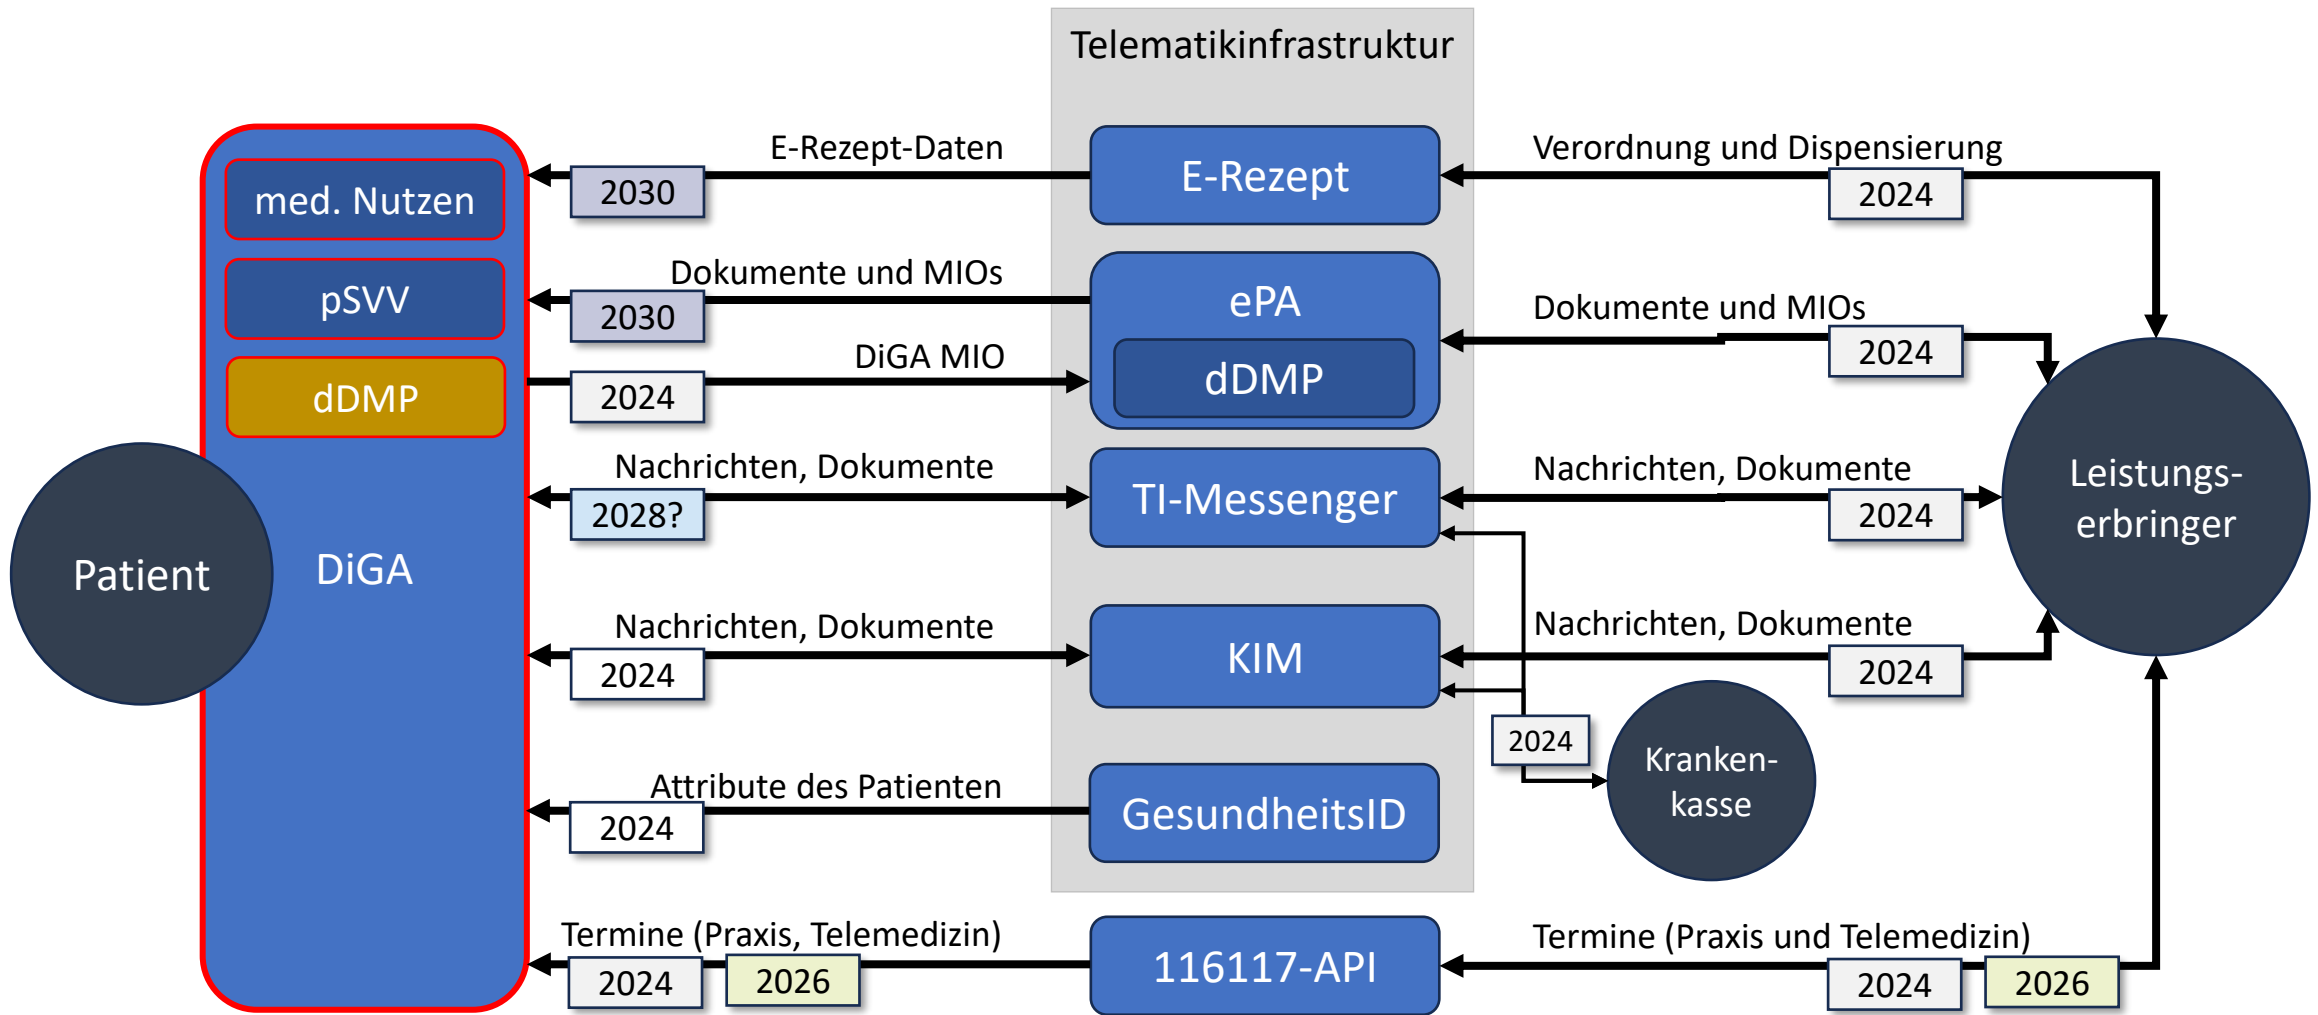 Telematikinfrastruktur
E-Rezept-Daten
2030
E-Rezept
Verordnung und Dispensierung
2024
med. Nutzen
Dokumente und MIOs
2030
pSVV
ePA
Dokumente und MIOs
2024
DiGA MIO
2024
dDMP
dDMP
Nachrichten, Dokumente
2028?
TI-Messenger
Nachrichten, Dokumente
2024
Leistungs-
erbringer
Patient
DiGA
Nachrichten, Dokumente
2024
KIM
Nachrichten, Dokumente
2024
2024
Kranken-
kasse
Attribute des Patienten
2024
GesundheitsID
Termine (Praxis, Telemedizin)
2024
2026
116117-API
Termine (Praxis und Telemedizin)
2024
2026